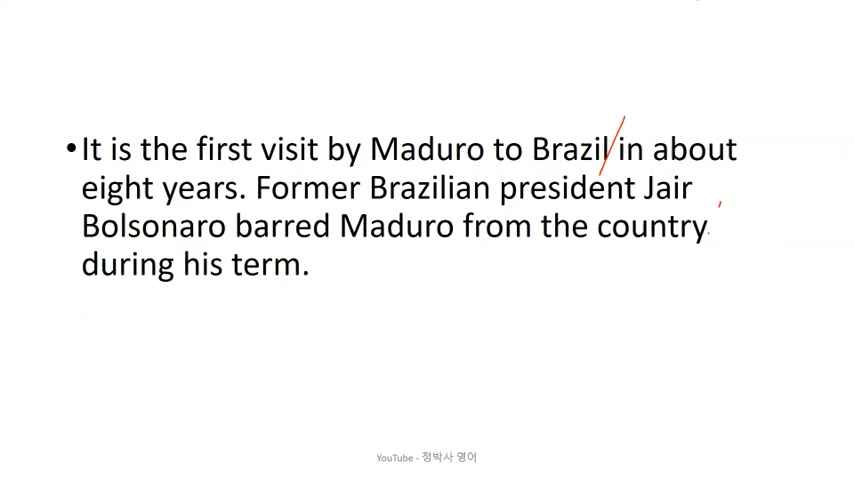 •It is the first visit by Maduro to Brazil in about
eight years. Former Brazilian president Jair
Bolsonaro barred Maduro from the country
during his term.
YouTube - 정박사 영어